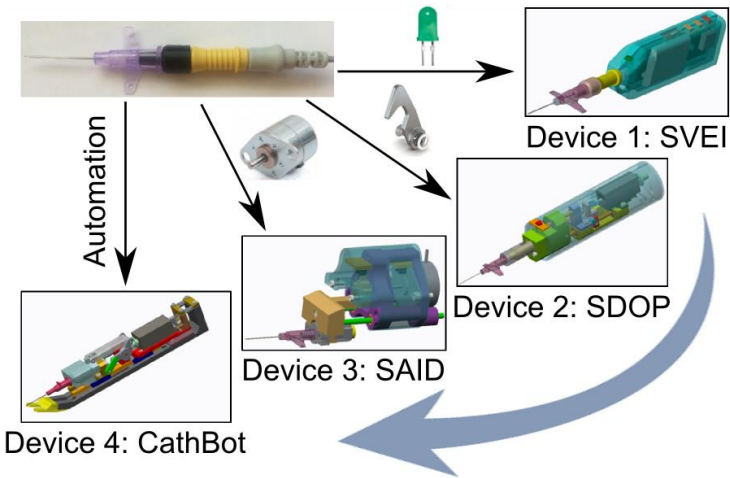 Device 1: SVEI
Automation
Device 2: SDOP
Device 3: SAID
Device 4: CathBot